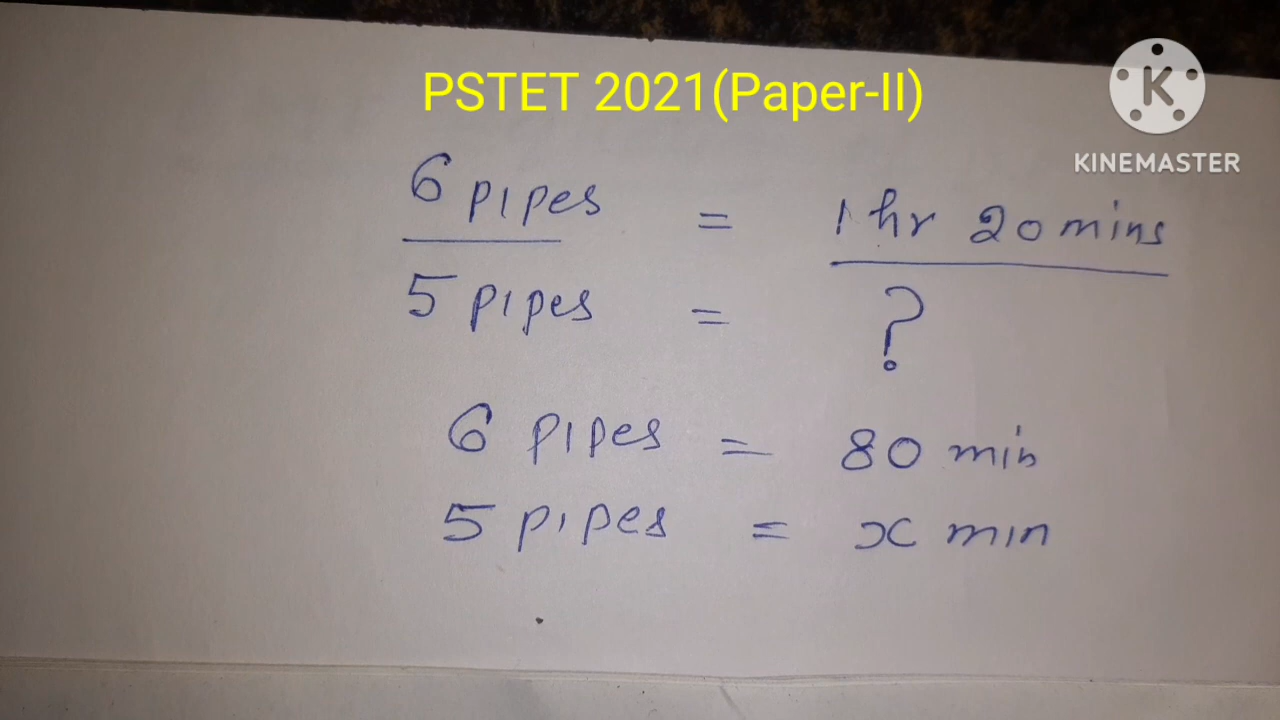 PSTET 2021(Paper-II)
K
KINEMASTER
6 pipes = 1 hr 20 mins
5 pipes = ?
6 pipes = 80 min
5 pipes = x min